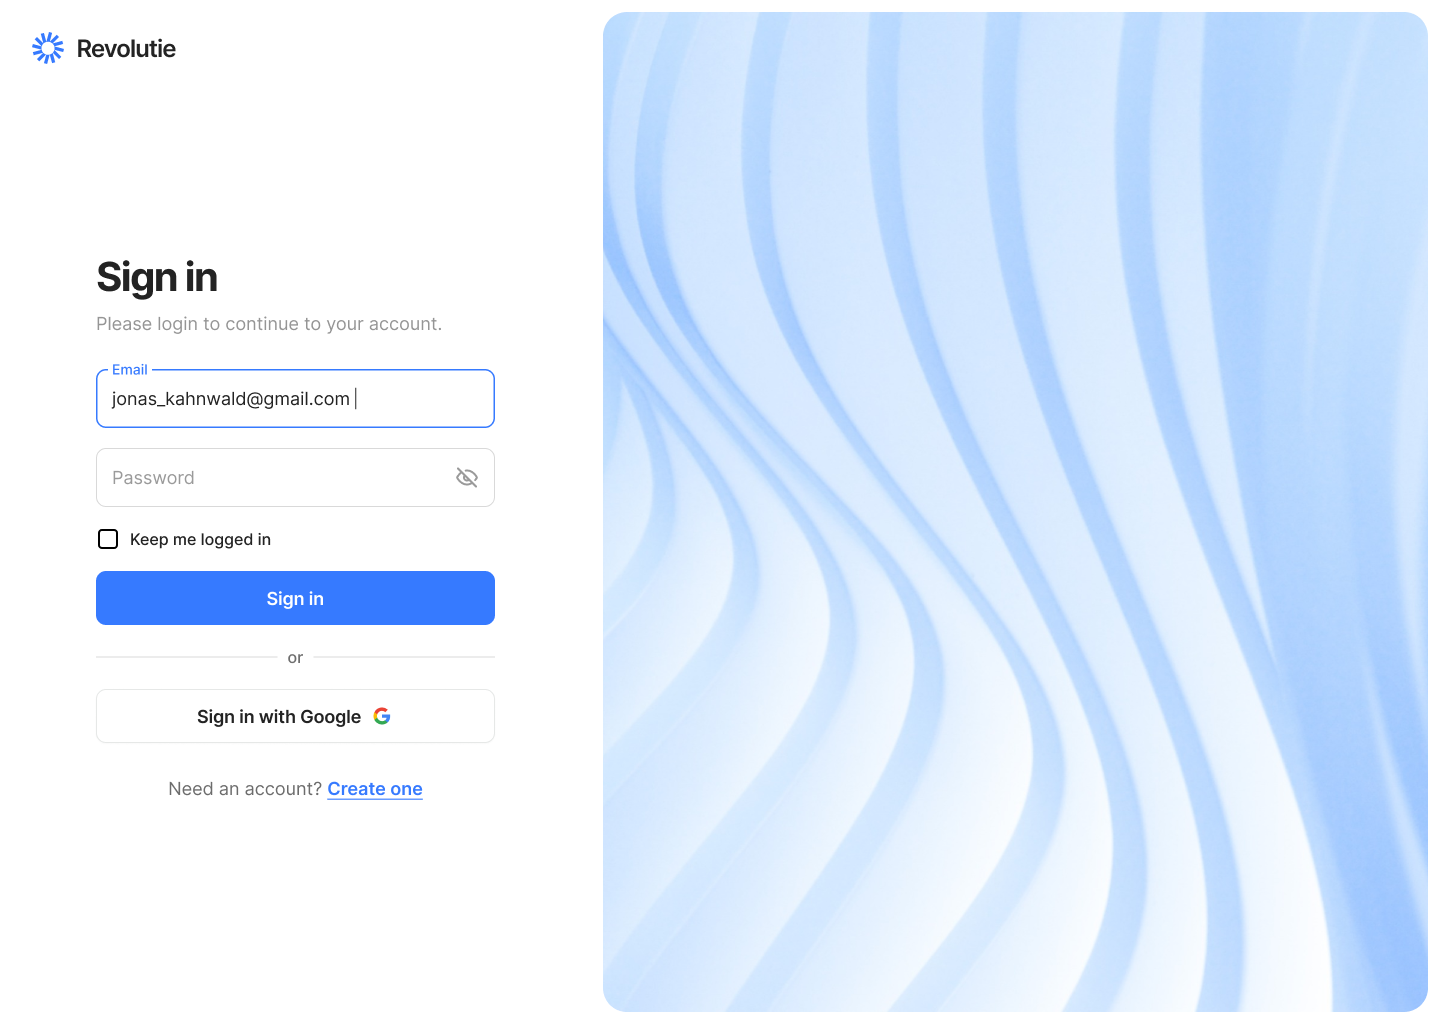 Revolutie
Sign in
Please login to continue to your account.
Email
jonas_kahnwald@gmail.com
Password
Keep me logged in
Sign in
or
Sign in with Google
Need an account? Create one